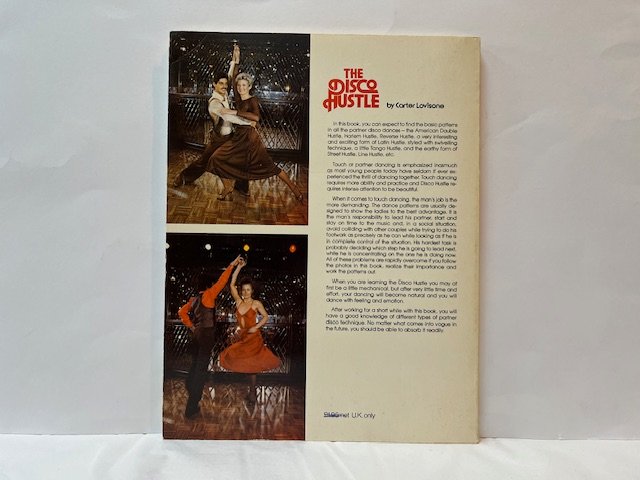 THE
DISCO
HUSTLE
by Carter Lovisone
In this book, you can expect to find the basic patterns
in all the partner disco dances – the American Double
Hustle, Harlem Hustle, Reverse Hustle, a very interesting
and exciting form of Latin Hustle, styled with swivelling
technique, a little Tango Hustle, and the earthy form of
Street Hustle, Line Hustle, etc.
Touch or partner dancing is emphasized inasmuch
as most young people today have seldom if ever ex-
perienced the thrill of dancing together. Touch dancing
requires more ability and practice and Disco Hustle re-
quires intense attention to be beautiful.
When it comes to touch dancing, the man's job is the
more demanding. The dance patterns are usually de-
signed to show the ladies to the best advantage. It is
the man's responsibility to lead his partner, start and
stay on time to the music and, in a social situation,
avoid colliding with other couples while trying to do his
footwork as precisely as he can while looking as if he is
in complete control of the situation. His hardest task is
probably deciding which step he is going to lead next,
while he is concentrating on the one he is doing now.
All of these problems are rapidly overcome if you follow
the photos in this book, realize their importance and
work the patterns out.
When you are learning the Disco Hustle you may at
first be a little mechanical, but after very little time and
effort, your dancing will become natural and you will
dance with feeling and emotion.
After working for a short while with this book, you will
have a good knowledge of different types of partner
disco technique. No matter what comes into vogue in
the future, you should be able to absorb it readily.
net U.K. only